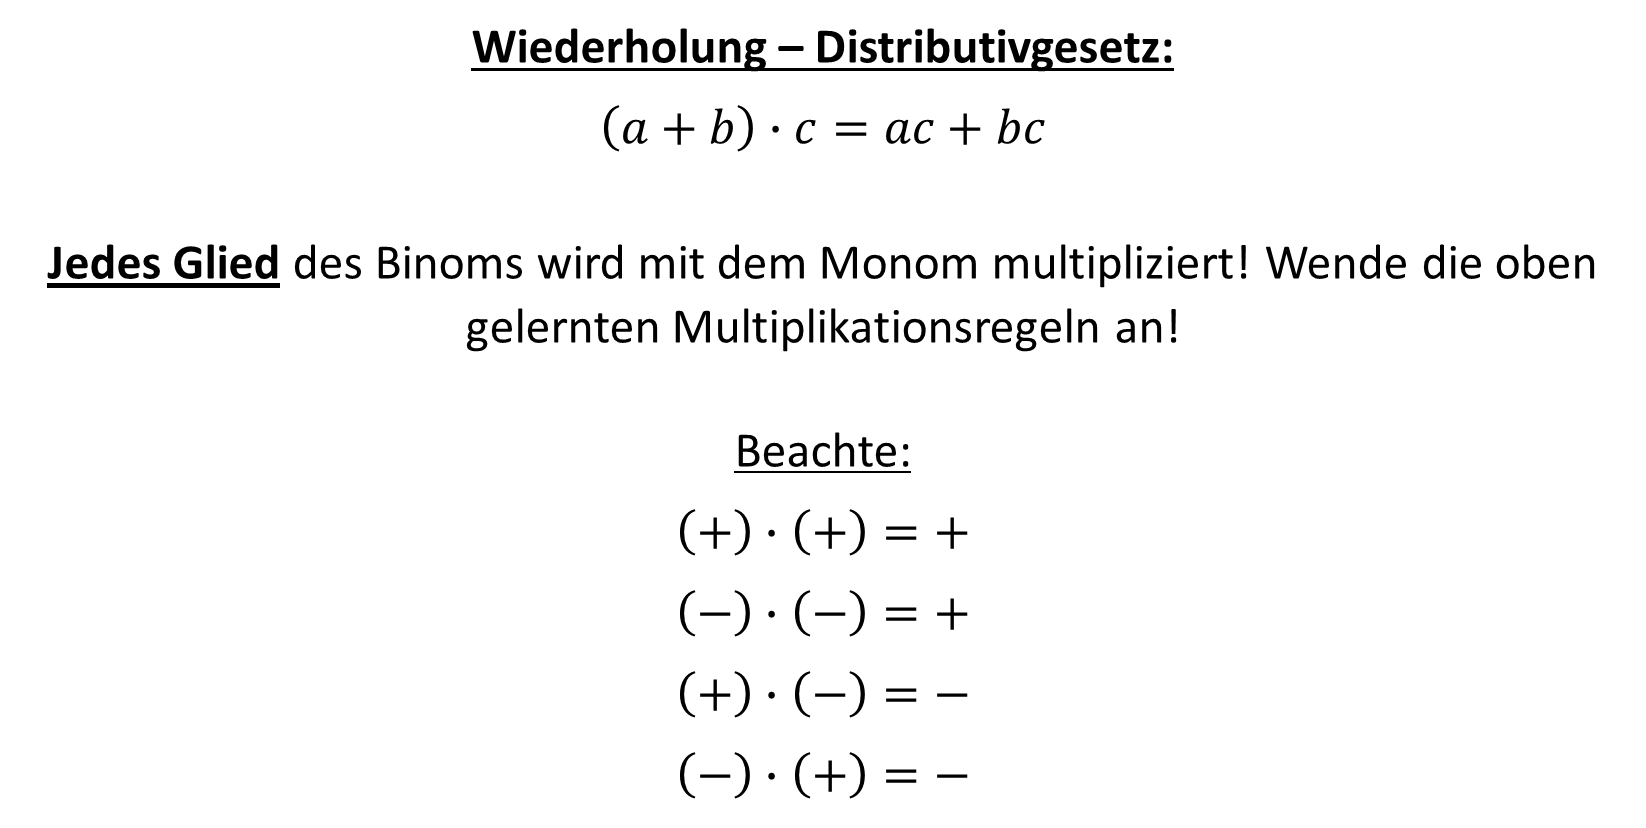 Wiederholung – Distributivgesetz:
(a + b) · c = ac + bc
Jedes Glied des Binoms wird mit dem Monom multipliziert! Wende die oben
gelernten Multiplikationsregeln an!
Beachte:
(+) · (+) = +
(−) · (−) = +
(+) · (−) = −
(−) · (+) = −